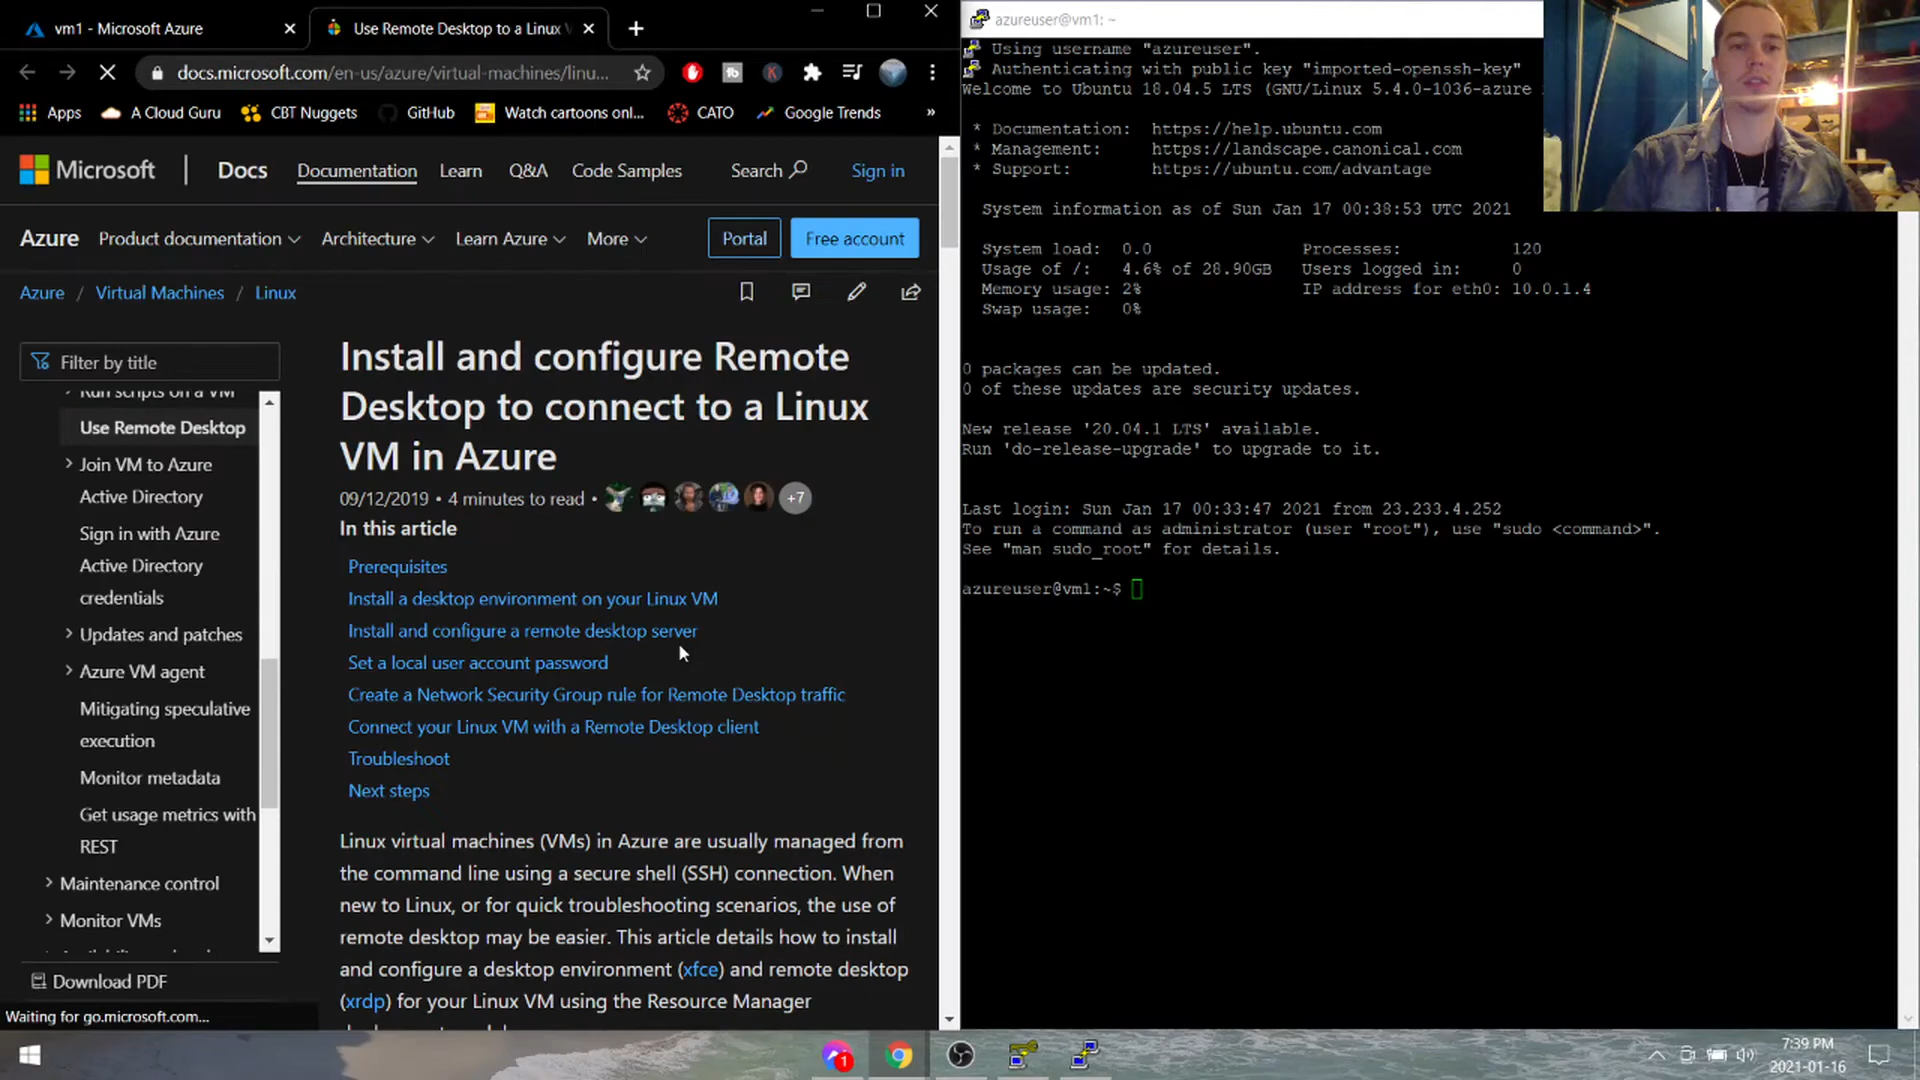 vm1 - Microsoft Azure
Use Remote Desktop to a Linux
docs.microsoft.com/en-us/azure/virtual-machines/linu...
Apps
A Cloud Guru
CBT Nuggets
GitHub
Watch cartoons onl...
CATO
Google Trends
»
Microsoft
Docs
Documentation
Learn
Q&A
Code Samples
Search
Sign in
Azure
Product documentation
Architecture
Learn Azure
More
Portal
Free account
Azure / Virtual Machines / Linux
Filter by title
Run scripts on a VM
Use Remote Desktop
Join VM to Azure
Active Directory
Sign in with Azure
Active Directory
credentials
Updates and patches
Azure VM agent
Mitigating speculative
execution
Monitor metadata
Get usage metrics with
REST
Maintenance control
Monitor VMs
Download PDF
Waiting for go.microsoft.com...
Install and configure Remote
Desktop to connect to a Linux
VM in Azure
09/12/2019 • 4 minutes to read •
+7
In this article
Prerequisites
Install a desktop environment on your Linux VM
Install and configure a remote desktop server
Set a local user account password
Create a Network Security Group rule for Remote Desktop traffic
Connect your Linux VM with a Remote Desktop client
Troubleshoot
Next steps
Linux virtual machines (VMs) in Azure are usually managed from
the command line using a secure shell (SSH) connection. When
new to Linux, or for quick troubleshooting scenarios, the use of
remote desktop may be easier. This article details how to install
and configure a desktop environment (xfce) and remote desktop
(xrdp) for your Linux VM using the Resource Manager
azureuser@vm1: ~
Using username "azureuser".
Authenticating with public key "imported-openssh-key"
Welcome to Ubuntu 18.04.5 LTS (GNU/Linux 5.4.0-1036-azure
* Documentation: https://help.ubuntu.com
* Management: https://landscape.canonical.com
* Support: https://ubuntu.com/advantage
System information as of Sun Jan 17 00:38:53 UTC 2021
System load: 0.0 Processes: 120
Usage of /: 4.6% of 28.90GB Users logged in: 0
Memory usage: 2% IP address for eth0: 10.0.1.4
Swap usage: 0%
0 packages can be updated.
0 of these updates are security updates.
New release '20.04.1 LTS' available.
Run 'do-release-upgrade' to upgrade to it.
Last login: Sun Jan 17 00:33:47 2021 from 23.233.4.252
To run a command as administrator (user "root"), use "sudo <command>".
See "man sudo_root" for details.
azureuser@vm1:~$
1
7:39 PM
2021-01-16